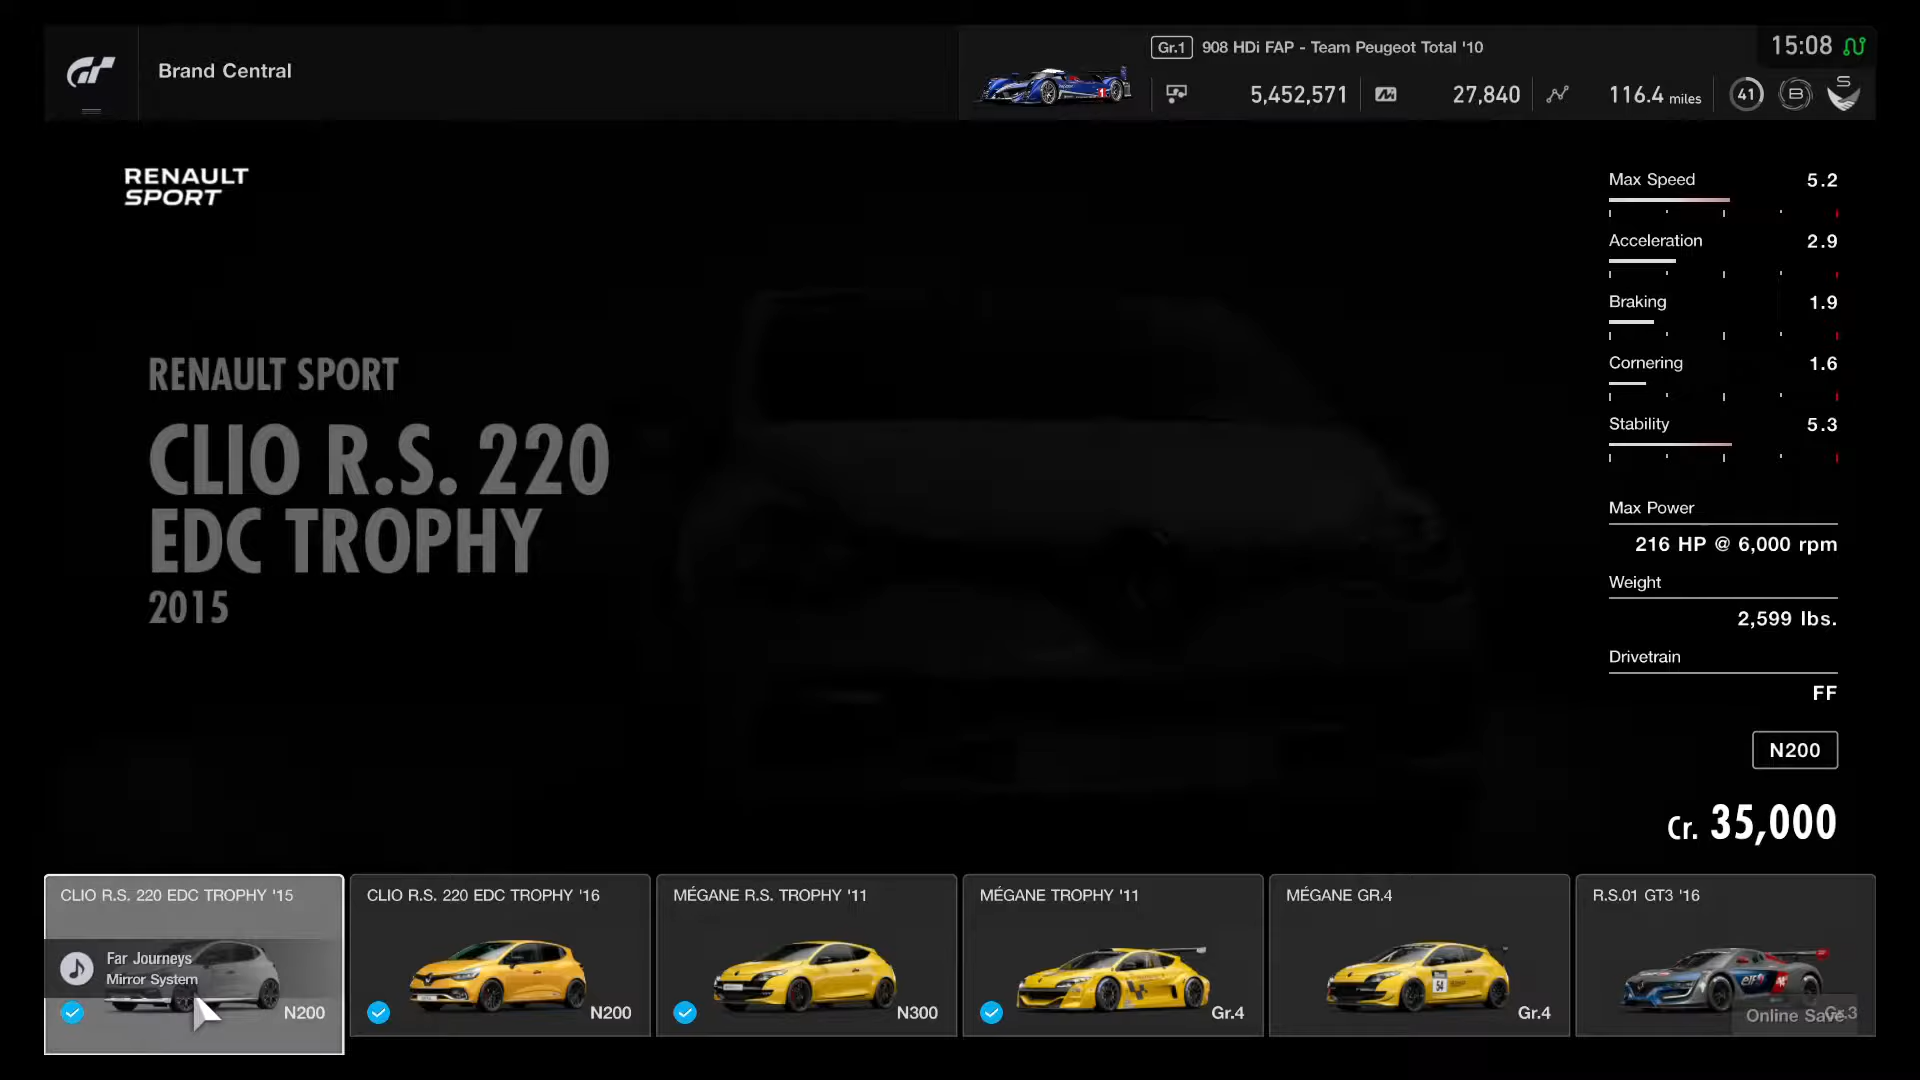 Brand Central
Gr.1 908 HDi FAP - Team Peugeot Total '10
15:08
5,452,571
27,840
116.4 miles
41
B
S
RENAULT
SPORT
RENAULT SPORT
CLIO R.S. 220
EDC TROPHY
2015
Max Speed 5.2
Acceleration 2.9
Braking 1.9
Cornering 1.6
Stability 5.3
Max Power
216 HP @ 6,000 rpm
Weight
2,599 lbs.
Drivetrain
FF
N200
Cr. 35,000
CLIO R.S. 220 EDC TROPHY '15
Far Journeys
Mirror System
N200
CLIO R.S. 220 EDC TROPHY '16
N200
MÉGANE R.S. TROPHY '11
N300
MÉGANE TROPHY '11
Gr.4
MÉGANE GR.4
54
Gr.4
R.S.01 GT3 '16
elf
Gr.3
Online Save